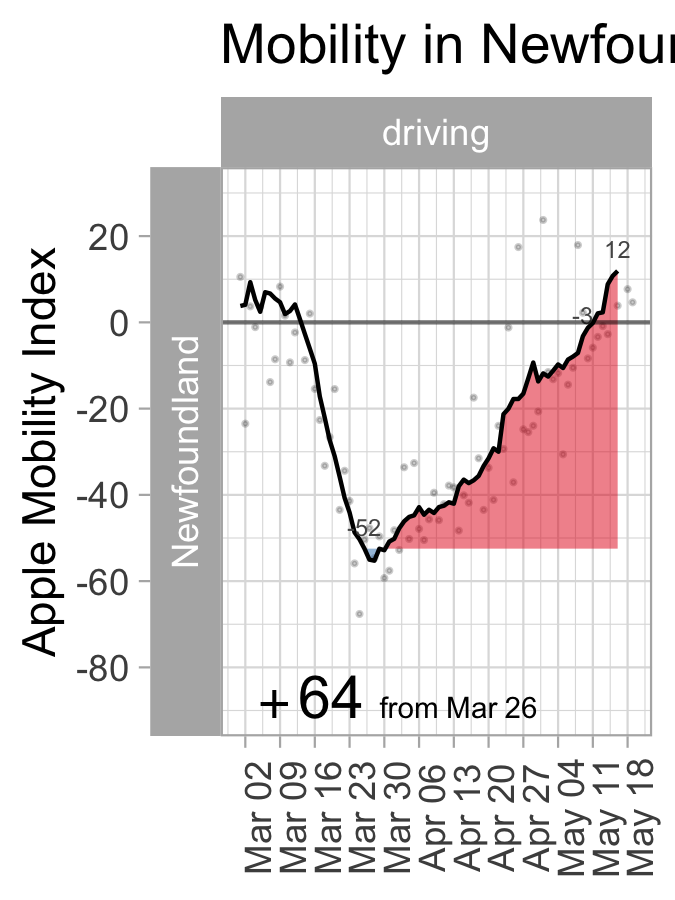 Mobility in Newfou
driving
Apple Mobility Index
Newfoundland
20
0
-20
-40
-60
-80
12
-3
-52
+64 from Mar 26
Mar 02
Mar 09
Mar 16
Mar 23
Mar 30
Apr 06
Apr 13
Apr 20
Apr 27
May 04
May 11
May 18